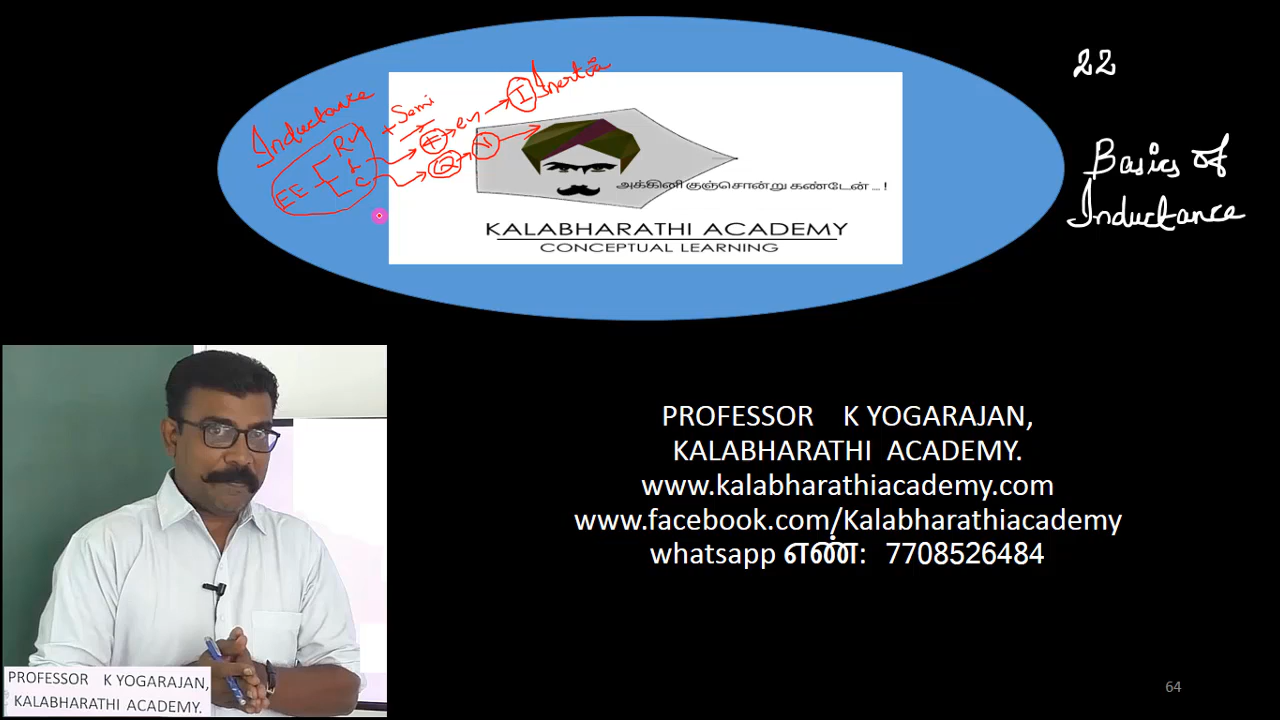 22
Basics of
Inductance
Inductance
+ Semi
EE
R
L
C
I Inertia
அக்கினி குஞ்சொன்று கண்டேன் ...!
KALABHARATHI ACADEMY
CONCEPTUAL LEARNING
PROFESSOR K YOGARAJAN,
KALABHARATHI ACADEMY.
www.kalabharathiacademy.com
www.facebook.com/Kalabharathiacademy
whatsapp எண்: 7708526484
PROFESSOR K YOGARAJAN,
KALABHARATHI ACADEMY.
64